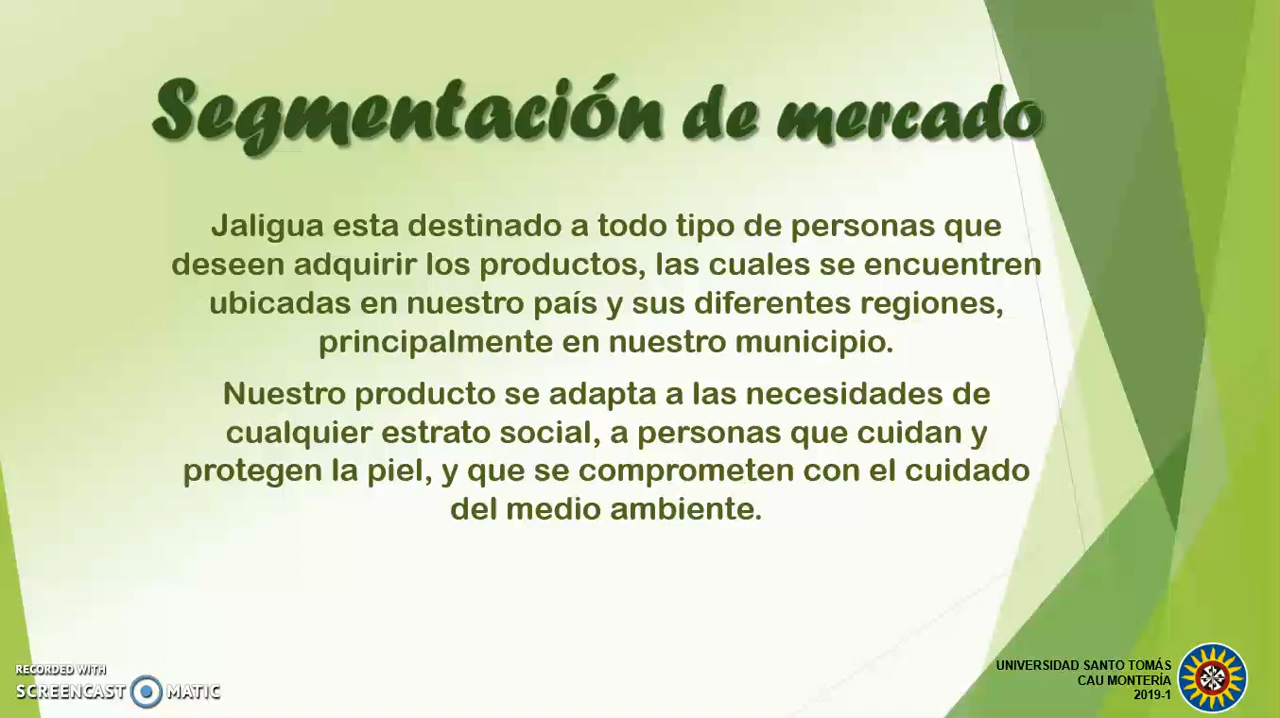 Segmentación de mercado
Jaligua esta destinado a todo tipo de personas que
deseen adquirir los productos, las cuales se encuentren
ubicadas en nuestro país y sus diferentes regiones,
principalmente en nuestro municipio.
Nuestro producto se adapta a las necesidades de
cualquier estrato social, a personas que cuidan y
protegen la piel, y que se comprometen con el cuidado
del medio ambiente.
RECORDED WITH
SCREENCAST MATIC
UNIVERSIDAD SANTO TOMÁS
CAU MONTERÍA
2019-1